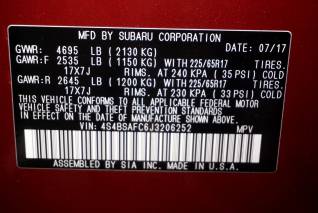 MFD BY SUBARU CORPORATION DATE: 07/17
GVWR: 4695 LB (2130 KG)
GAWR:F 2535 LB (1150 KG) WITH 225/65R17 TIRES.
17X7J RIMS. AT 240 KPA (35 PSI) COLD
GAWR:R 2645 LB (1200 KG) WITH 225/65R17 TIRES.
17X7J RIMS. AT 230 KPA (33 PSI) COLD
THIS VEHICLE CONFORMS TO ALL APPLICABLE FEDERAL
MOTOR VEHICLE SAFETY, BUMPER, AND THEFT PREVENTION
STANDARDS IN EFFECT ON THE DATE OF MANUFACTURE
SHOWN ABOVE.
VIN: 4S4BSAFC6J3206252 MPV
ASSEMBLED BY SIA INC. MADE IN U.S.A.